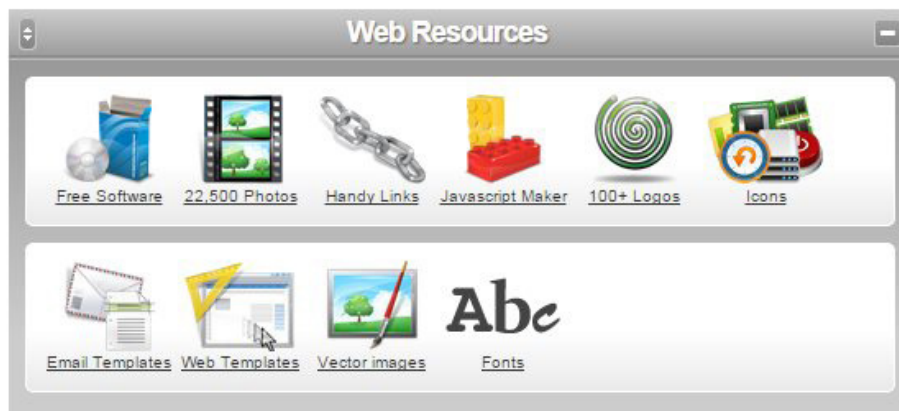 Web Resources
Free Software 22,500 Photos Handy Links Javascript Maker 100+ Logos Icons
Abc
Email Templates Web Templates Vector images Fonts